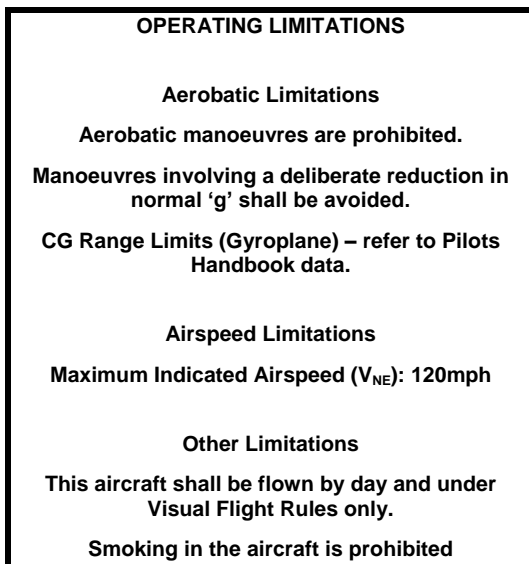 OPERATING LIMITATIONS
Aerobatic Limitations
Aerobatic manoeuvres are prohibited.
Manoeuvres involving a deliberate reduction in
normal ‘g’ shall be avoided.
CG Range Limits (Gyroplane) – refer to Pilots
Handbook data.
Airspeed Limitations
Maximum Indicated Airspeed (VNE): 120mph
Other Limitations
This aircraft shall be flown by day and under
Visual Flight Rules only.
Smoking in the aircraft is prohibited